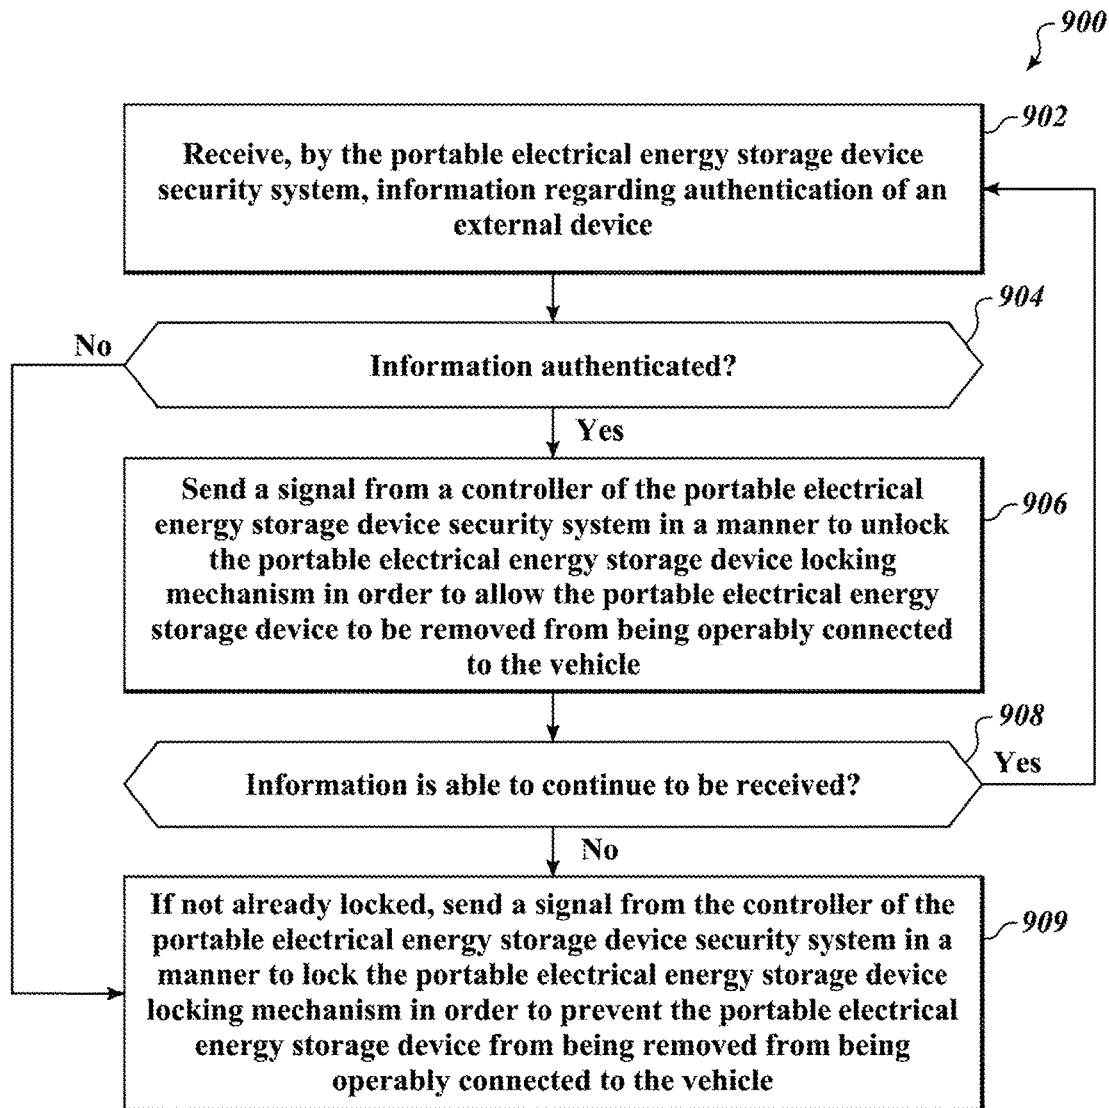 900
902
Receive, by the portable electrical energy storage device
security system, information regarding authentication of an
external device
904
No
Information authenticated?
Yes
Send a signal from a controller of the portable electrical
energy storage device security system in a manner to unlock
the portable electrical energy storage device locking
mechanism in order to allow the portable electrical energy
storage device to be removed from being operably connected
to the vehicle
906
908
Information is able to continue to be received?
Yes
No
If not already locked, send a signal from the controller of the
portable electrical energy storage device security system in a
manner to lock the portable electrical energy storage device
locking mechanism in order to prevent the portable electrical
energy storage device from being removed from being
operably connected to the vehicle
909